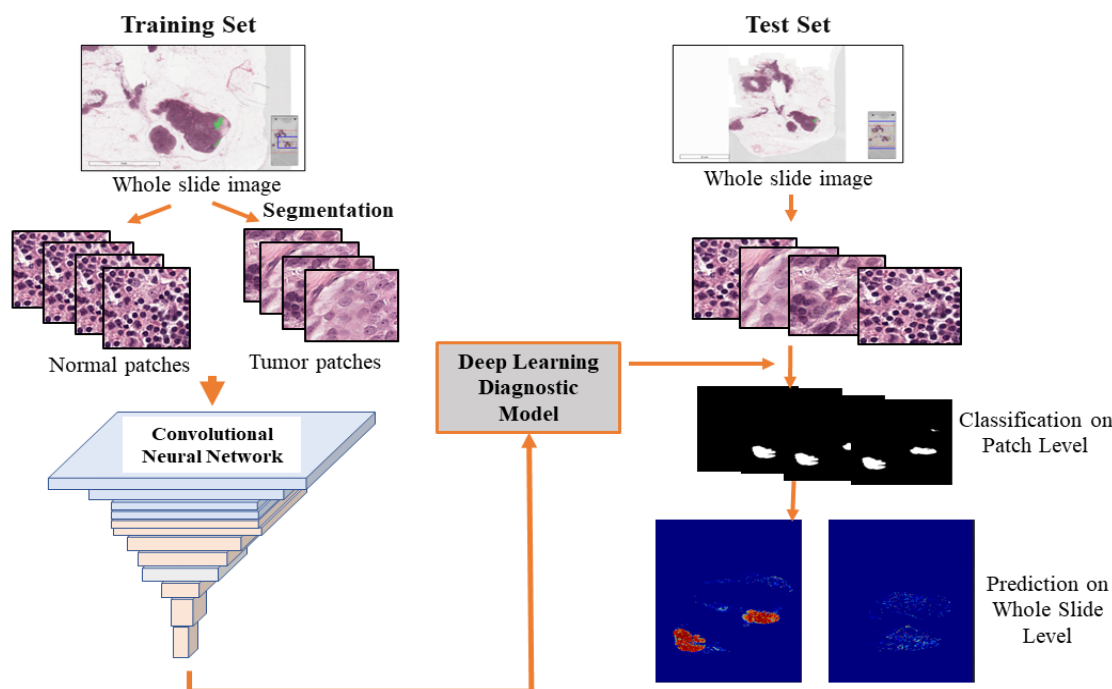 Training Set
Whole slide image
Segmentation
Normal patches
Tumor patches
Convolutional
Neural Network
Deep Learning
Diagnostic
Model
Test Set
Whole slide image
Classification on
Patch Level
Prediction on
Whole Slide
Level